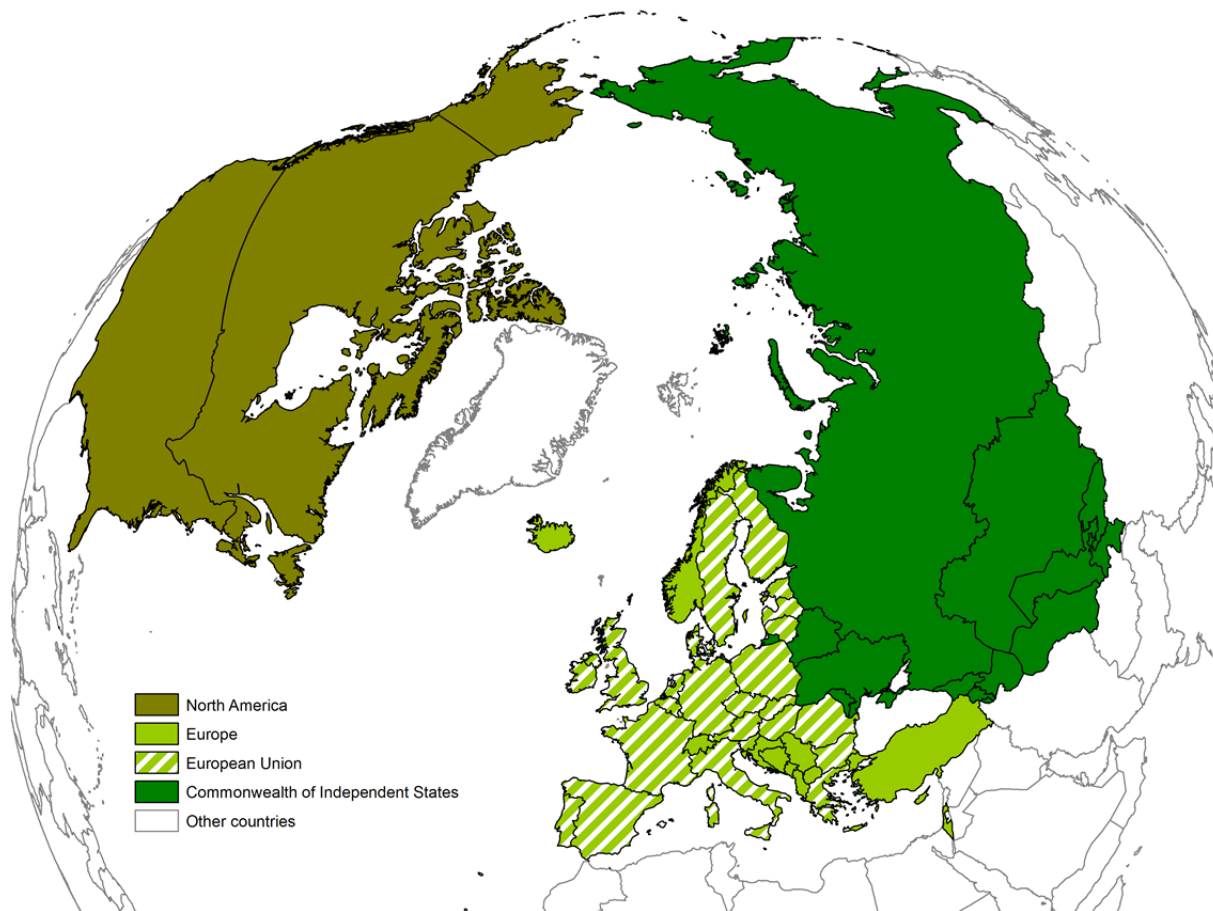 North America
Europe
European Union
Commonwealth of Independent States
Other countries